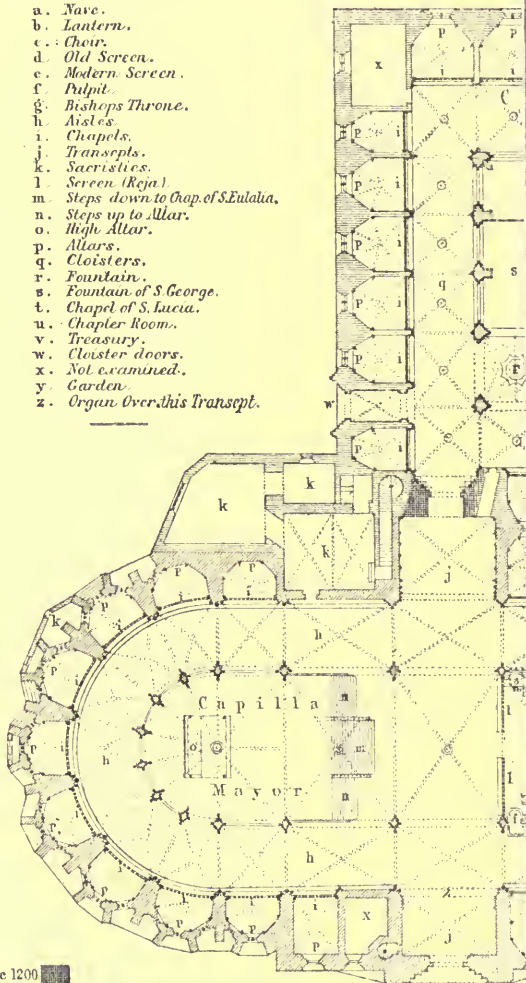 a. Nave.
b. Lantern.
c. Choir.
d Old Screen.
e. Modern Screen.
f Pulpit
g. Bishops Throne.
h. Aisles
i. Chapels.
j. Transepts.
k. Sacristies.
l. Screen (Reja)
m Steps down to Chap. of S. Eulalia.
n. Steps up to Altar.
o. High Altar.
p. Altars.
q. Cloisters.
r. Fountain.
s. Fountain of S. George.
t. Chapel of S. Lucia.
u. Chapter Room.
v. Treasury.
w. Cloister doors.
x. Not examined.
y. Garden
z. Organ Over this Transept.
p p
x i i
p i
p i
p i
q s
p i
p i
r
w
p i q
k k
k j
p p
i i
k p i h
p i
Capilla n
p i h o m l
Mayor n l
p i f
p i h
p i i i z
p p x
p j
e 1200